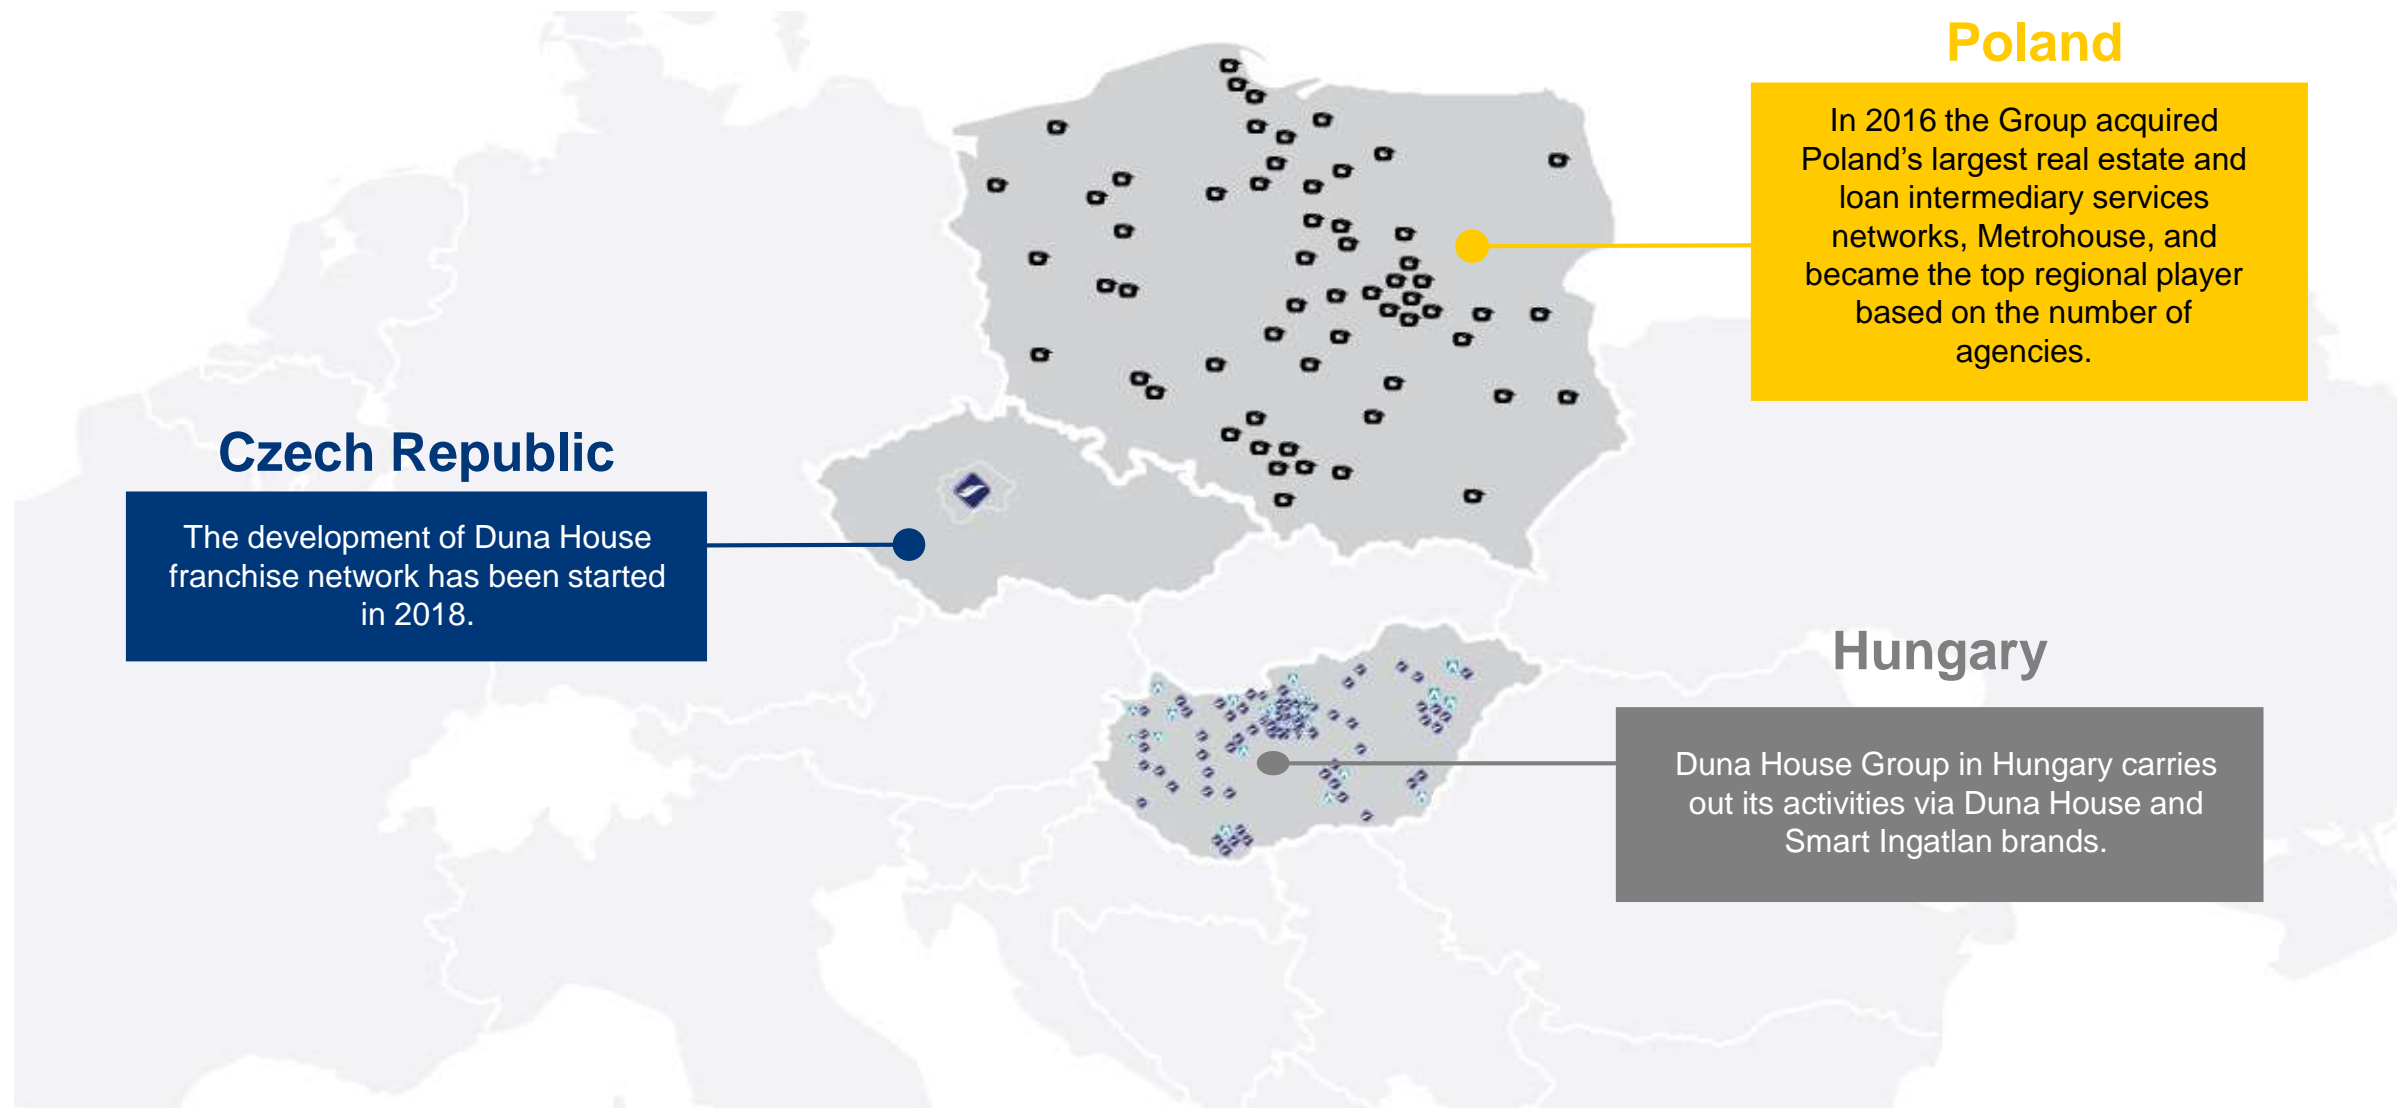 Poland
In 2016 the Group acquired
Poland’s largest real estate and
loan intermediary services
networks, Metrohouse, and
became the top regional player
based on the number of
agencies.
Czech Republic
The development of Duna House
franchise network has been started
in 2018.
Hungary
Duna House Group in Hungary carries
out its activities via Duna House and
Smart Ingatlan brands.